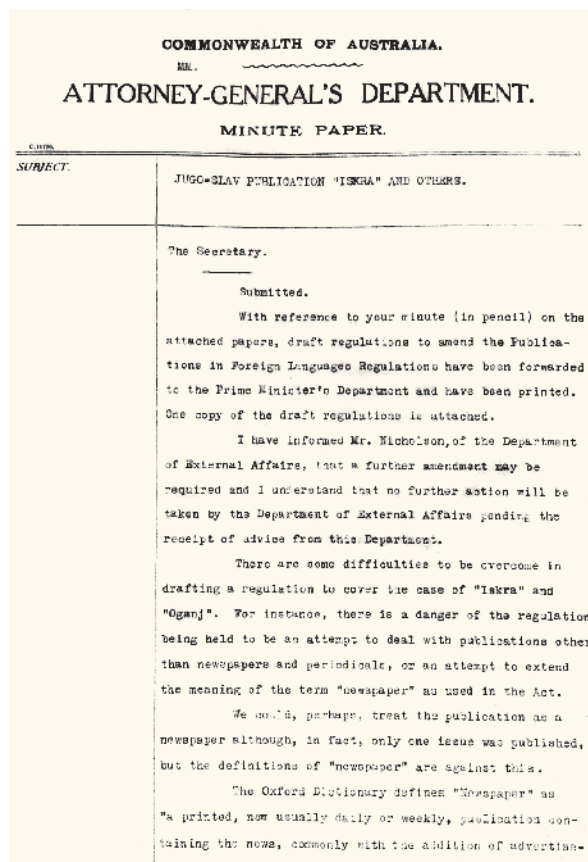 COMMONWEALTH OF AUSTRALIA.
ATTORNEY-GENERAL'S DEPARTMENT.
MINUTE PAPER.
SUBJECT.
JUGO-SLAV PUBLICATION "ISKRA" AND OTHERS.
The Secretary.
Submitted.
With reference to your minute (in pencil) on the
attached papers, draft regulations to amend the Publica-
tions in Foreign Languages Regulations have been forwarded
to the Prime Minister's Department and have been printed.
One copy of the draft regulations is attached.
I have informed Mr. Nicholson, of the Department
of External Affairs, that a further amendment may be
required and I understand that no further action will be
taken by the Department of External Affairs pending the
receipt of advice from this Department.
There are some difficulties to be overcome in
drafting a regulation to cover the case of "Iskra" and
"Oganj". For instance, there is a danger of the regulation
being held to be an attempt to deal with publications other
than newspapers and periodicals, or an attempt to extend
the meaning of the term "newspaper" as used in the Act.
We could, perhaps, treat the publication as a
newspaper although, in fact, only one issue was published,
but the definitions of "newspaper" are against this.
The Oxford Dictionary defines "Newspaper" as
"a printed, now usually daily or weekly, publication con-
taining the news, commonly with the addition of advertise-